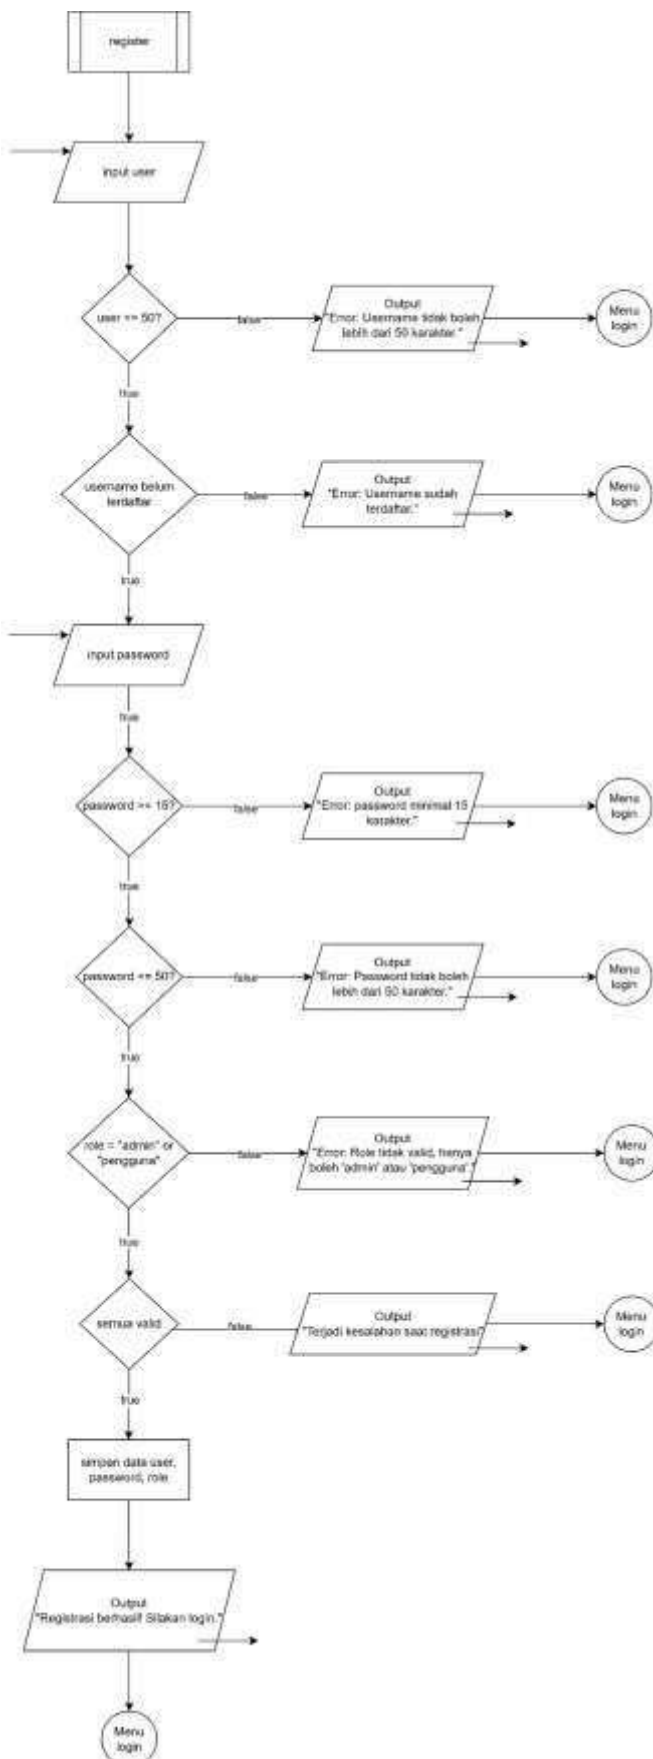 register
input user
user <= 50?
false
Output
"Error: Username tidak boleh
lebih dari 50 karakter."
Menu
login
true
username belum
terdaftar
false
Output
"Error: Username sudah
terdaftar."
Menu
login
true
input password
true
password >= 15?
false
Output
"Error: password minimal 15
karakter."
Menu
login
true
password <= 50?
false
Output
"Error: Password tidak boleh
lebih dari 50 karakter."
Menu
login
true
role = "admin" or
"pengguna"
false
Output
"Error: Role tidak valid, hanya
boleh 'admin' atau 'pengguna'."
Menu
login
true
semua valid
false
Output
"Terjadi kesalahan saat registrasi"
Menu
login
true
simpan data user,
password, role
Output
"Registrasi berhasil! Silakan login."
Menu
login